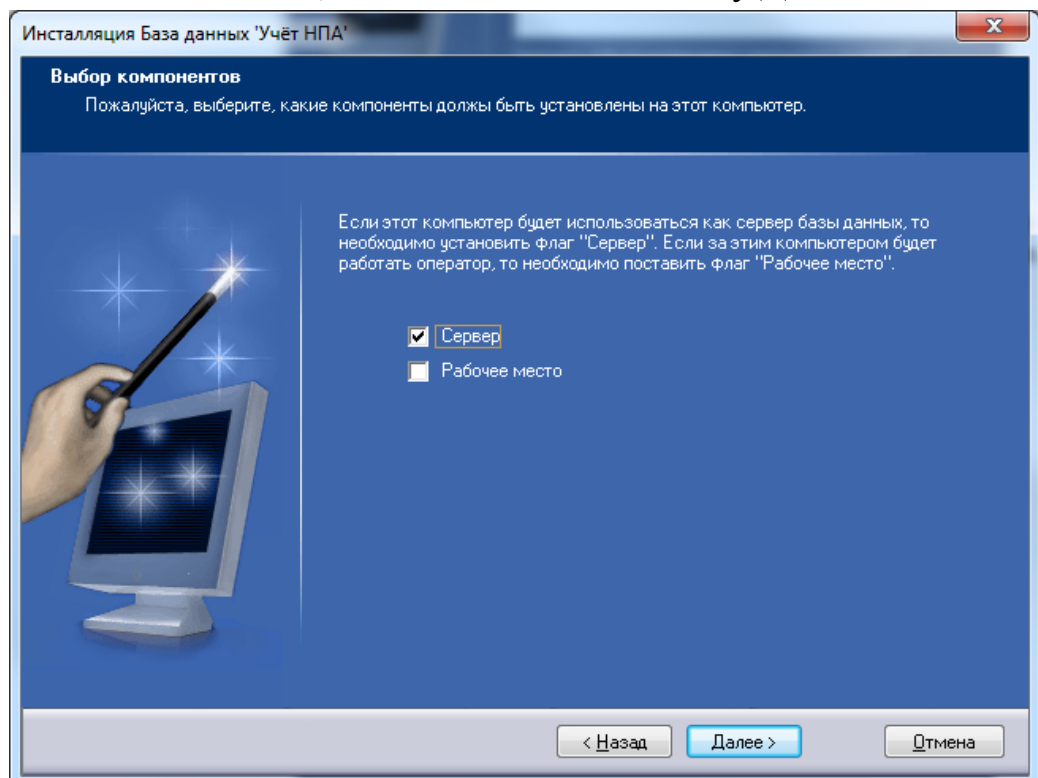 Инсталляция База данных 'Учёт НПА'
Выбор компонентов
Пожалуйста, выберите, какие компоненты должы быть установлены на этот компьютер.
Если этот компьютер будет использоваться как сервер базы данных, то
необходимо установить флаг "Сервер". Если за этим компьютером будет
работать оператор, то необходимо поставить флаг "Рабочее место".
Сервер
Рабочее место
< Назад
Далее >
Отмена